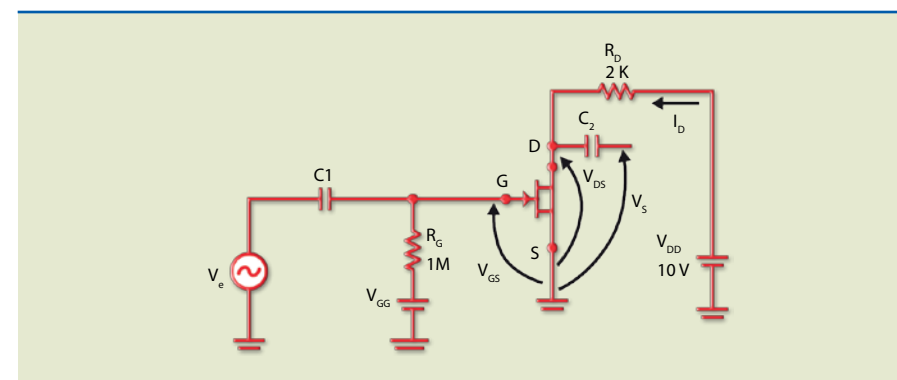 R_D
2 K
I_D
C_2
D
V_DS
V_S
C1
G
R_G
1M
V_GG
V_e
V_GS
S
V_DD
10 V